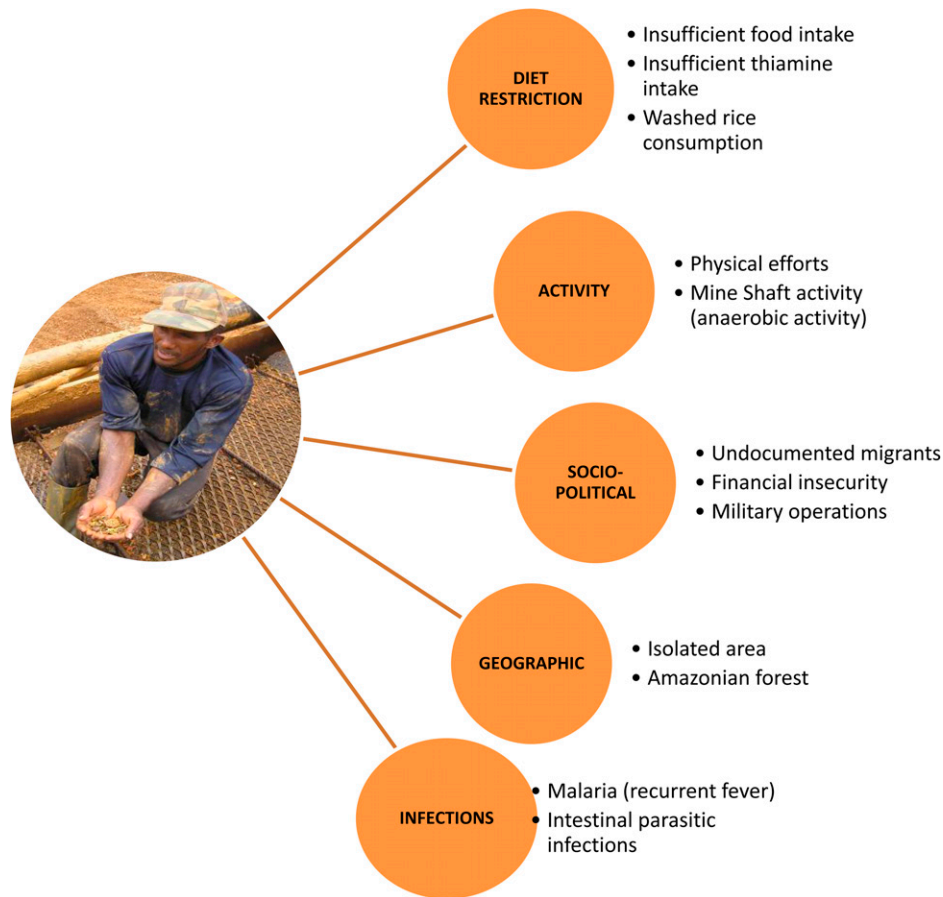 DIET
RESTRICTION
• Insufficient food intake
• Insufficient thiamine
intake
• Washed rice
consumption
ACTIVITY
• Physical efforts
• Mine Shaft activity
(anaerobic activity)
SOCIO-
POLITICAL
• Undocumented migrants
• Financial insecurity
• Military operations
GEOGRAPHIC
• Isolated area
• Amazonian forest
INFECTIONS
• Malaria (recurrent fever)
• Intestinal parasitic
infections